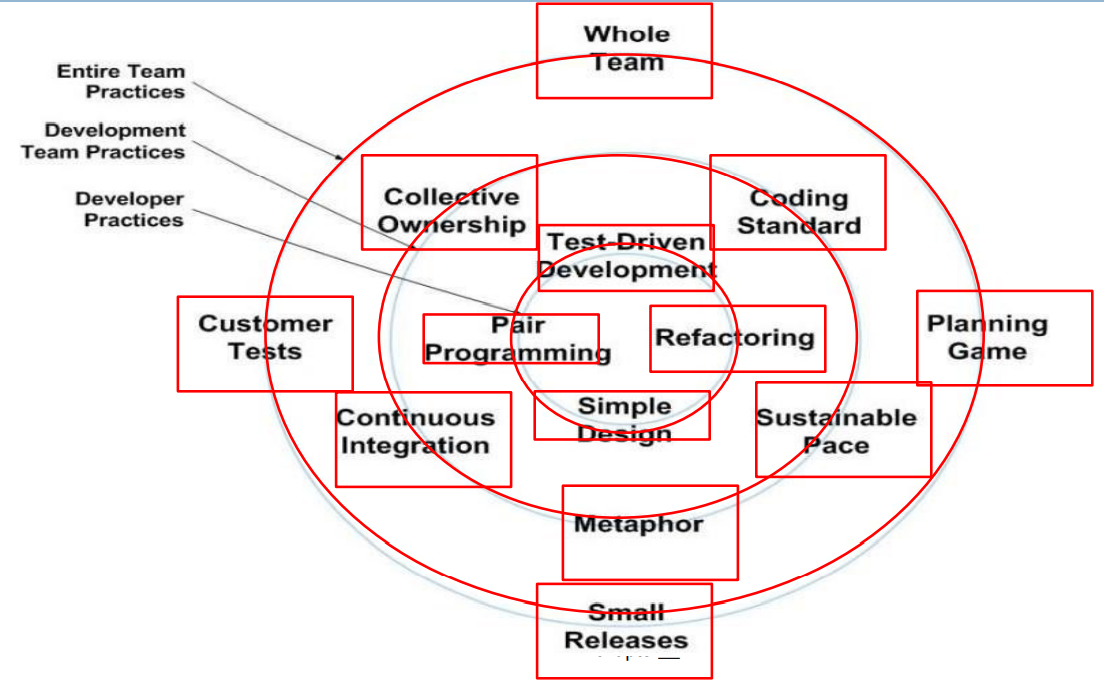 Whole
Team
Entire Team
Practices
Development
Team Practices
Developer
Practices
Collective
Ownership
Coding
Standard
Test-Driven
Development
Customer
Tests
Pair
Programming
Refactoring
Planning
Game
Continuous
Integration
Simple
Design
Sustainable
Pace
Metaphor
Small
Releases